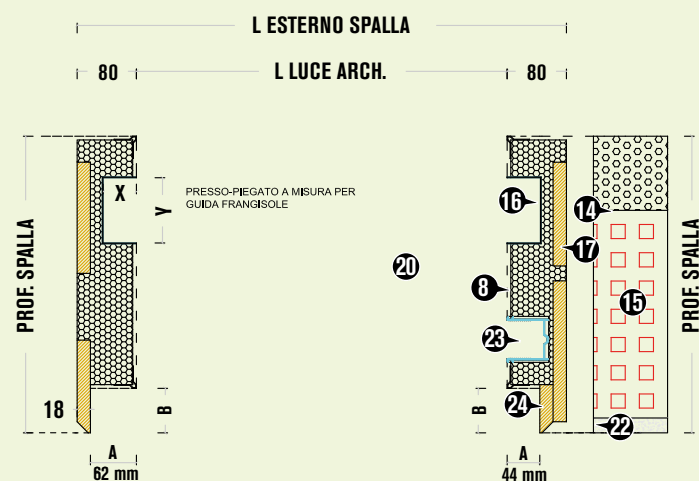 L ESTERNO SPALLA
80
L LUCE ARCH.
80
PROF. SPALLA
X
Y
PRESSO-PIEGATO A MISURA PER
GUIDA FRANGISOLE
16
14
17
20
8
15
23
PROF. SPALLA
18
B
B
24
22
A
62 mm
A
44 mm